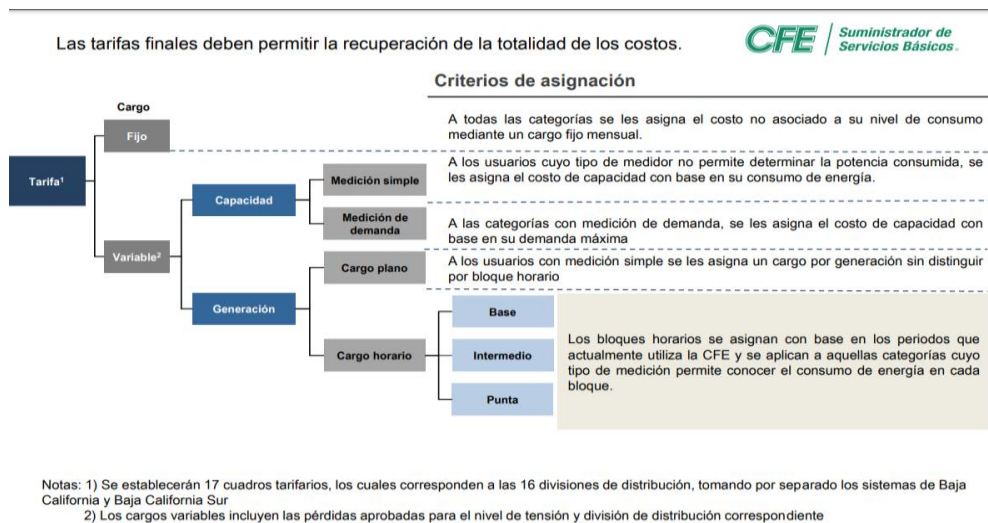 Las tarifas finales deben permitir la recuperación de la totalidad de los costos.
CFE
Suministrador de
Servicios Básicos.
Criterios de asignación
Cargo
Fijo
A todas las categorías se les asigna el costo no asociado a su nivel de consumo
mediante un cargo fijo mensual.
Tarifa¹
Variable²
Capacidad
Medición simple
A los usuarios cuyo tipo de medidor no permite determinar la potencia consumida, se
les asigna el costo de capacidad con base en su consumo de energía.
Medición de
demanda
A las categorías con medición de demanda, se les asigna el costo de capacidad con
base en su demanda máxima
Generación
Cargo plano
A los usuarios con medición simple se les asigna un cargo por generación sin distinguir
por bloque horario
Cargo horario
Base
Intermedio
Punta
Los bloques horarios se asignan con base en los periodos que
actualmente utiliza la CFE y se aplican a aquellas categorías cuyo
tipo de medición permite conocer el consumo de energía en cada
bloque.
Notas: 1) Se establecerán 17 cuadros tarifarios, los cuales corresponden a las 16 divisiones de distribución, tomando por separado los sistemas de Baja
California y Baja California Sur
2) Los cargos variables incluyen las pérdidas aprobadas para el nivel de tensión y división de distribución correspondiente